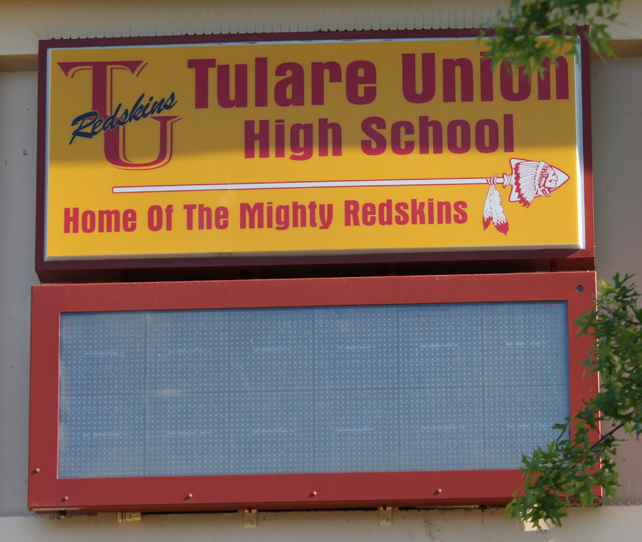 TU
Redskins
Tulare Union
High School
Home Of The Mighty Redskins